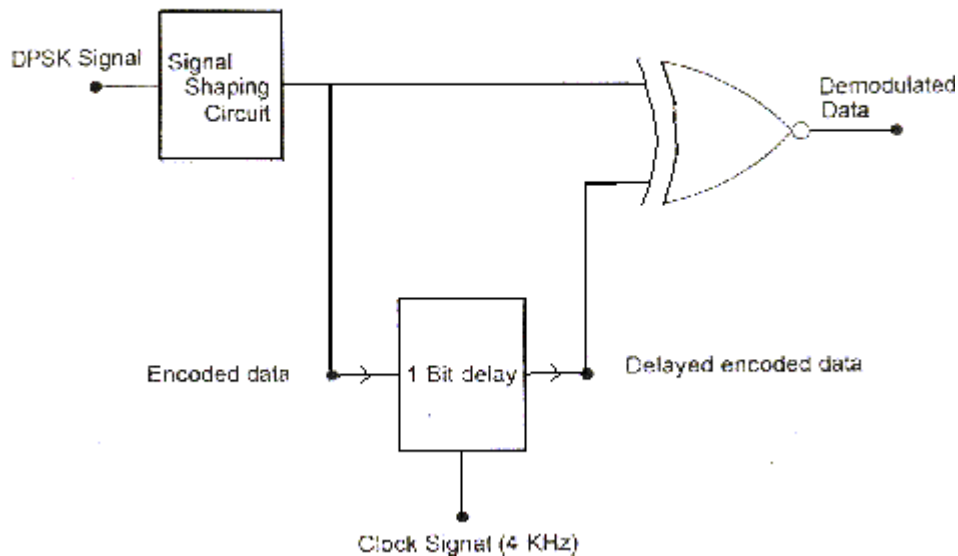 DPSK Signal
Signal
Shaping
Circuit
Demodulated
Data
Encoded data
1 Bit delay
Delayed encoded data
Clock Signal (4 KHz)